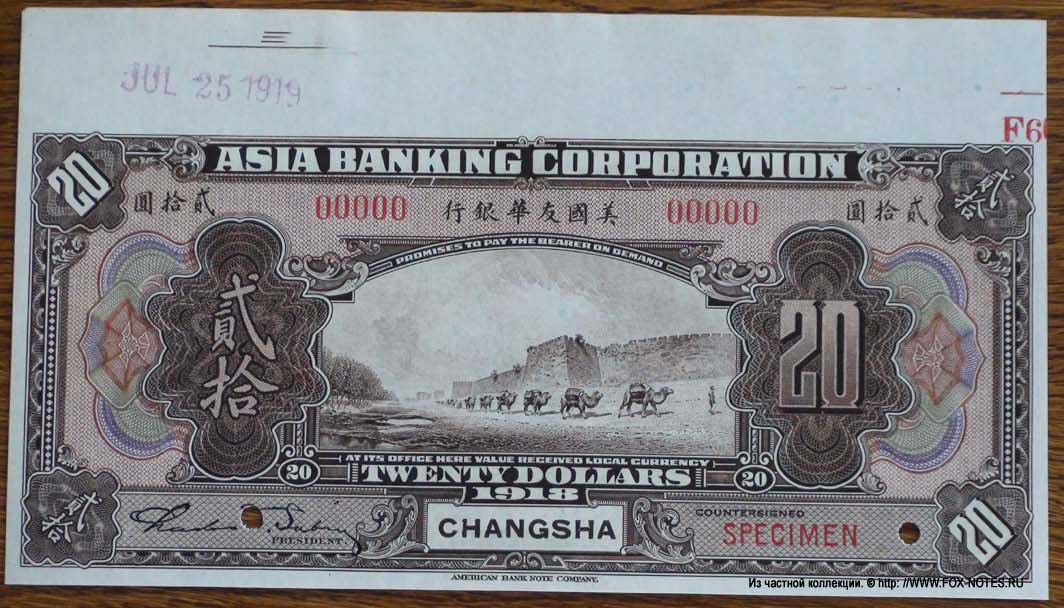 JUL 25 1919
F6
ASIA BANKING CORPORATION
20
貳拾
圓拾貳 00000 行銀華友國美 00000 圓拾貳
PROMISES TO PAY THE BEARER ON DEMAND
貳拾
20
AT ITS OFFICE HERE VALUE RECEIVED LOCAL CURRENCY
20 TWENTY DOLLARS 20
1918
貳拾
PRESIDENT.
CHANGSHA
COUNTERSIGNED
SPECIMEN
20
AMERICAN BANK NOTE COMPANY.
Из частной коллекции. © http: //WWW.FOX-NOTES.RU